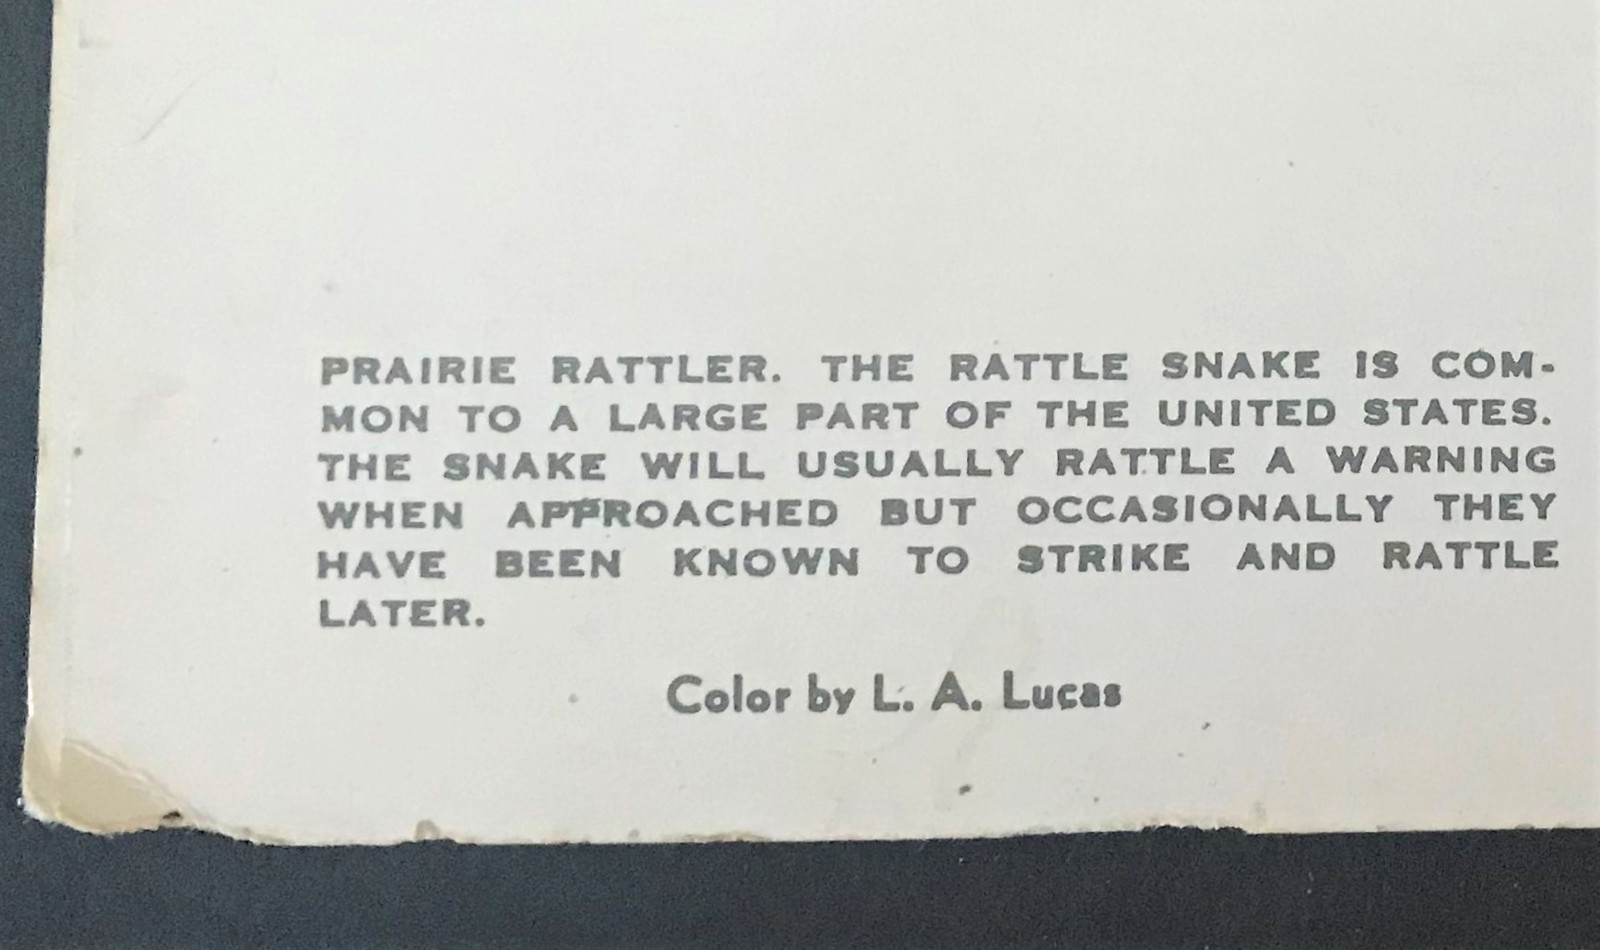 PRAIRIE RATTLER. THE RATTLE SNAKE IS COM-
MON TO A LARGE PART OF THE UNITED STATES.
THE SNAKE WILL USUALLY RATTLE A WARNING
WHEN APPROACHED BUT OCCASIONALLY THEY
HAVE BEEN KNOWN TO STRIKE AND RATTLE
LATER.
Color by L. A. Lucas